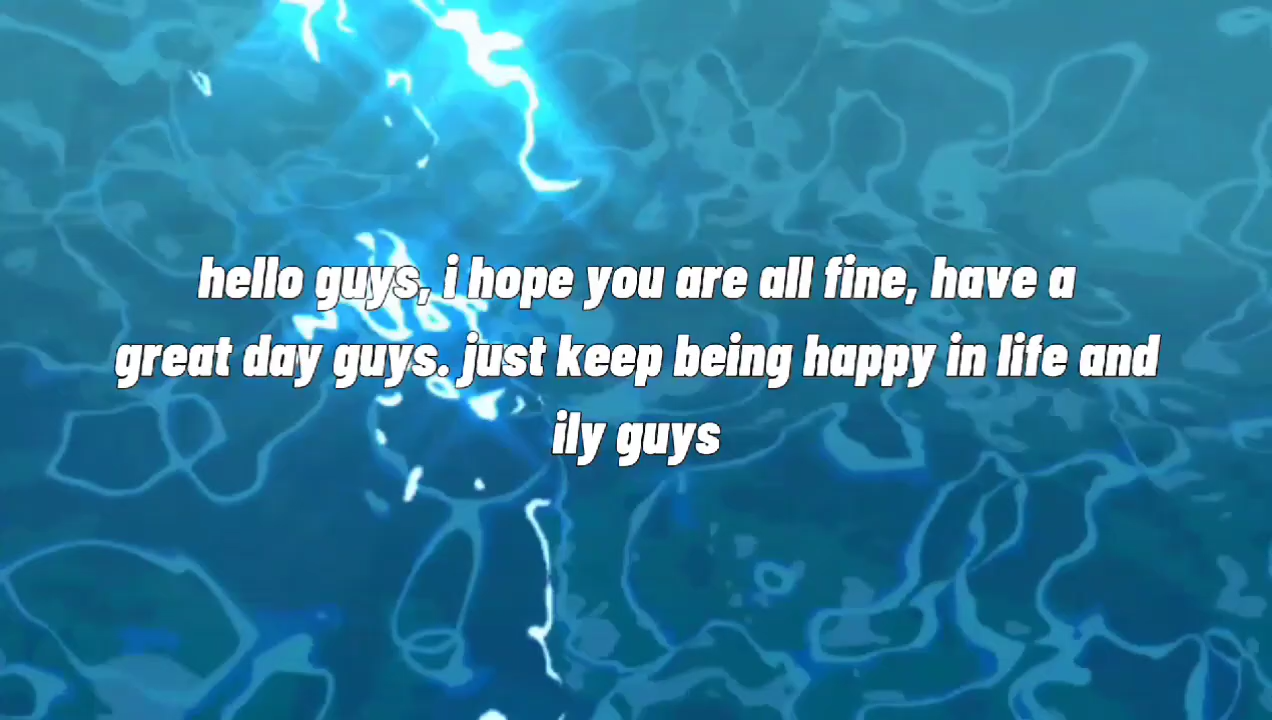 hello guys, i hope you are all fine, have a
great day guys. just keep being happy in life and
ily guys